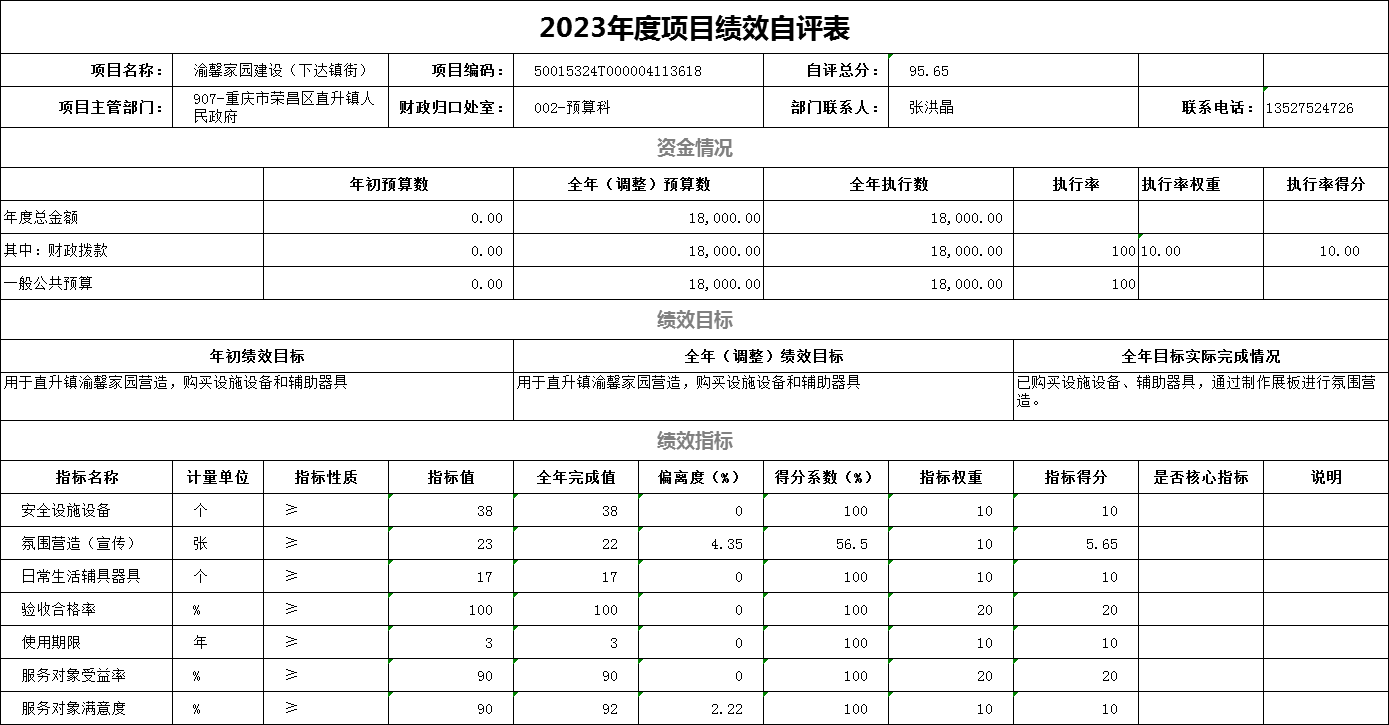 2023年度项目绩效自评表
项目名称： 渝馨家园建设（下达镇街） 项目编码： 50015324T000004113618 自评总分： 95.65
项目主管部门： 907-重庆市荣昌区直升镇人民政府 财政归口处室： 002-预算科 部门联系人： 张洪晶 联系电话： 13527524726
资金情况
年初预算数 全年（调整）预算数 全年执行数 执行率 执行率权重 执行率得分
年度总金额 0.00 18,000.00 18,000.00
其中：财政拨款 0.00 18,000.00 18,000.00 100 10.00 10.00
一般公共预算 0.00 18,000.00 18,000.00 100
绩效目标
年初绩效目标 全年（调整）绩效目标 全年目标实际完成情况
用于直升镇渝馨家园营造，购买设施设备和辅助器具 用于直升镇渝馨家园营造，购买设施设备和辅助器具 已购买设施设备、辅助器具，通过制作展板进行氛围营造。
绩效指标
指标名称 计量单位 指标性质 指标值 全年完成值 偏离度（%） 得分系数（%） 指标权重 指标得分 是否核心指标 说明
安全设施设备 个 ≥ 38 38 0 100 10 10
氛围营造（宣传） 张 ≥ 23 22 4.35 56.5 10 5.65
日常生活辅具器具 个 ≥ 17 17 0 100 10 10
验收合格率 % ≥ 100 100 0 100 20 20
使用期限 年 ≥ 3 3 0 100 10 10
服务对象受益率 % ≥ 90 90 0 100 20 20
服务对象满意度 % ≥ 90 92 2.22 100 10 10